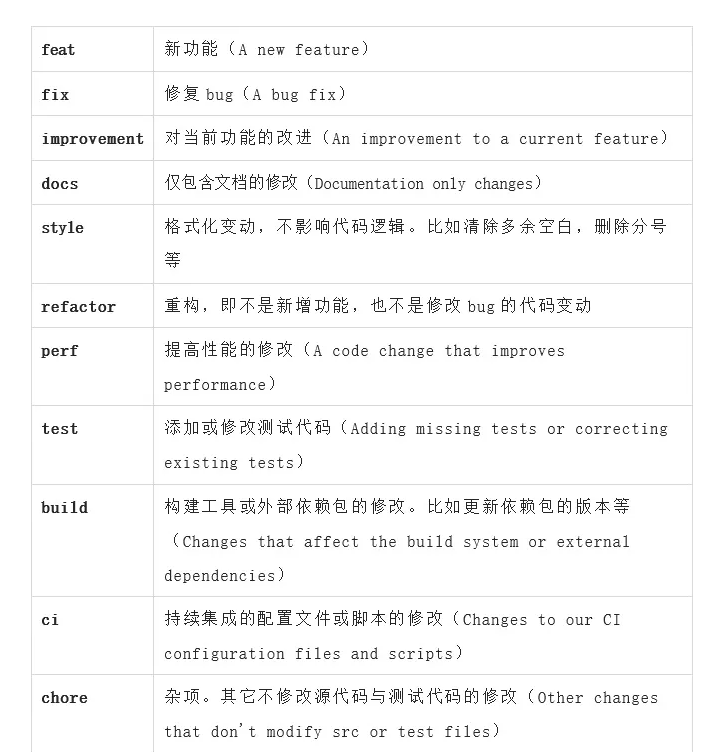 feat 新功能（A new feature）
fix 修复 bug（A bug fix）
improvement 对当前功能的改进（An improvement to a current feature）
docs 仅包含文档的修改（Documentation only changes）
style 格式化变动，不影响代码逻辑。比如清除多余空白，删除分号
等
refactor 重构，即不是新增功能，也不是修改 bug 的代码变动
perf 提高性能的修改（A code change that improves
performance）
test 添加或修改测试代码（Adding missing tests or correcting
existing tests）
build 构建工具或外部依赖包的修改。比如更新依赖包的版本等
（Changes that affect the build system or external
dependencies）
ci 持续集成的配置文件或脚本的修改（Changes to our CI
configuration files and scripts）
chore 杂项。其它不修改源代码与测试代码的修改（Other changes
that don't modify src or test files）